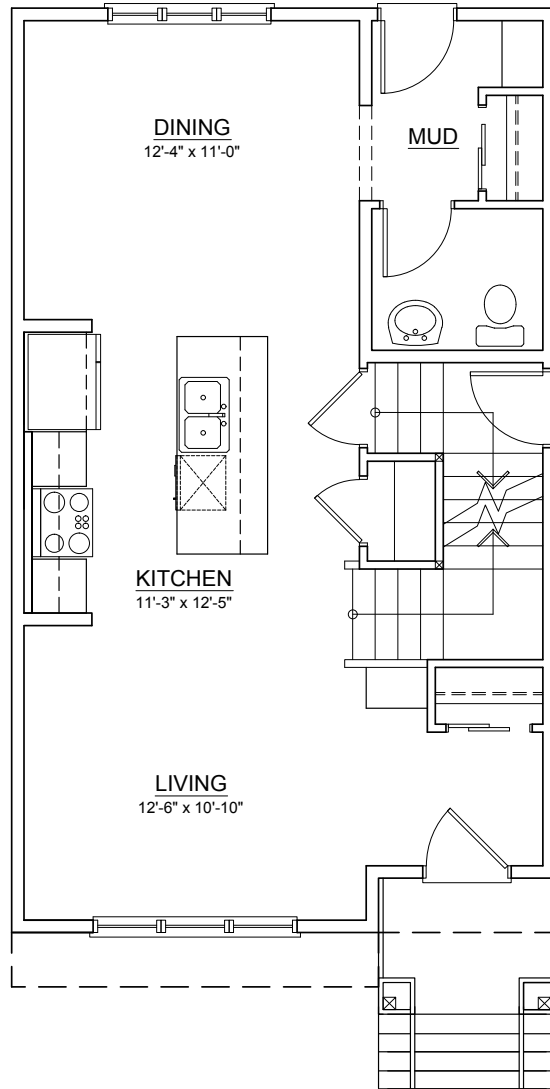 DINING
12'-4" x 11'-0"
MUD
KITCHEN
11'-3" x 12'-5"
LIVING
12'-6" x 10'-10"